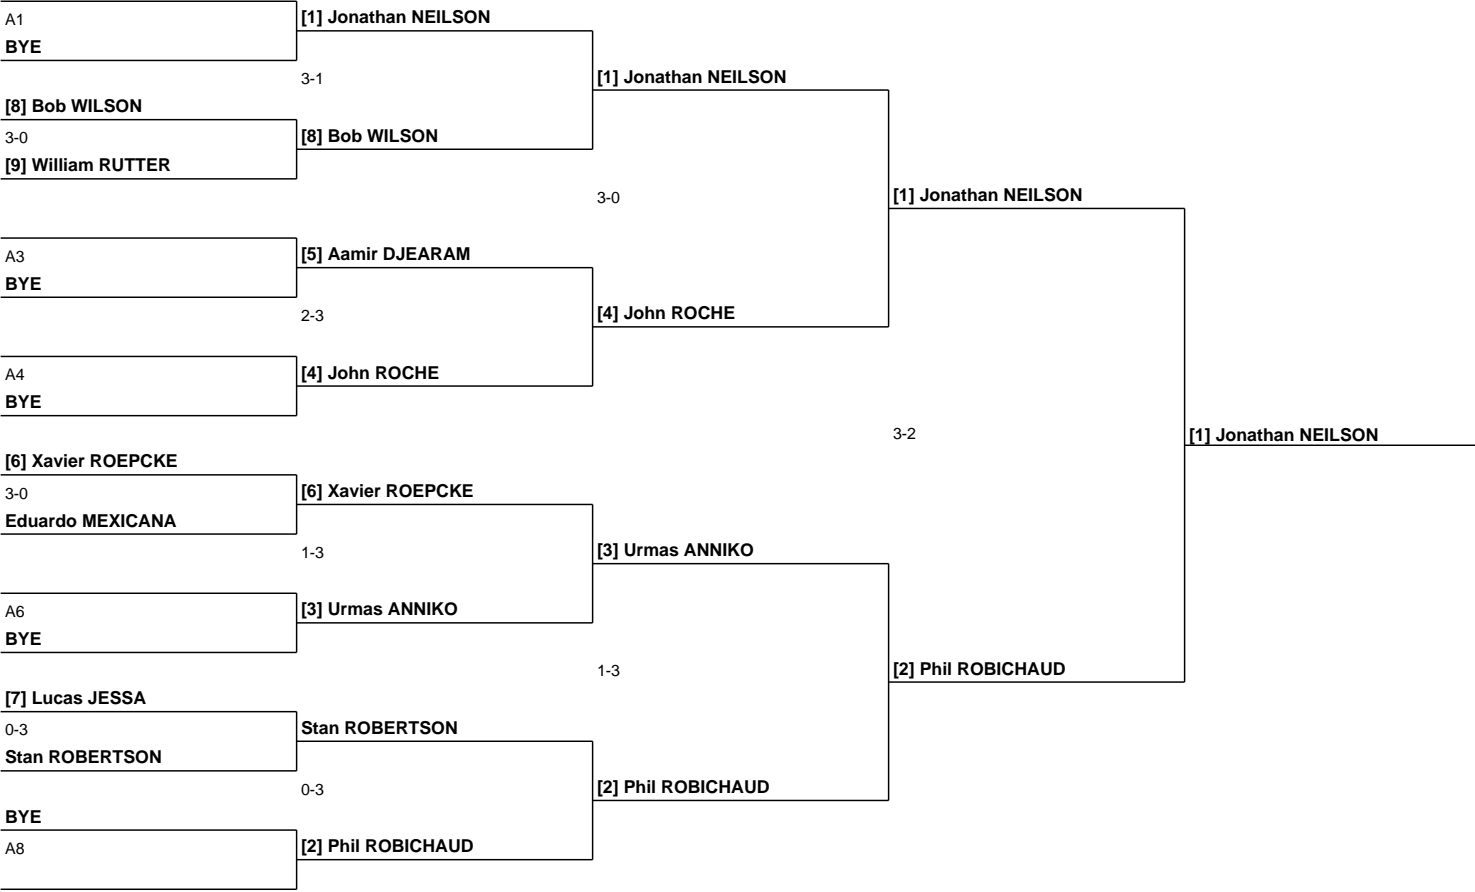 A1
BYE
[1] Jonathan NEILSON
3-1
[8] Bob WILSON
3-0
[9] William RUTTER
[8] Bob WILSON
[1] Jonathan NEILSON
3-0
A3
BYE
[5] Aamir DJEARAM
2-3
A4
BYE
[4] John ROCHE
[4] John ROCHE
[1] Jonathan NEILSON
3-2
[6] Xavier ROEPCKE
3-0
Eduardo MEXICANA
[6] Xavier ROEPCKE
1-3
A6
BYE
[3] Urmas ANNIKO
[3] Urmas ANNIKO
1-3
[7] Lucas JESSA
0-3
Stan ROBERTSON
Stan ROBERTSON
0-3
BYE
A8
[2] Phil ROBICHAUD
[2] Phil ROBICHAUD
[2] Phil ROBICHAUD
[1] Jonathan NEILSON